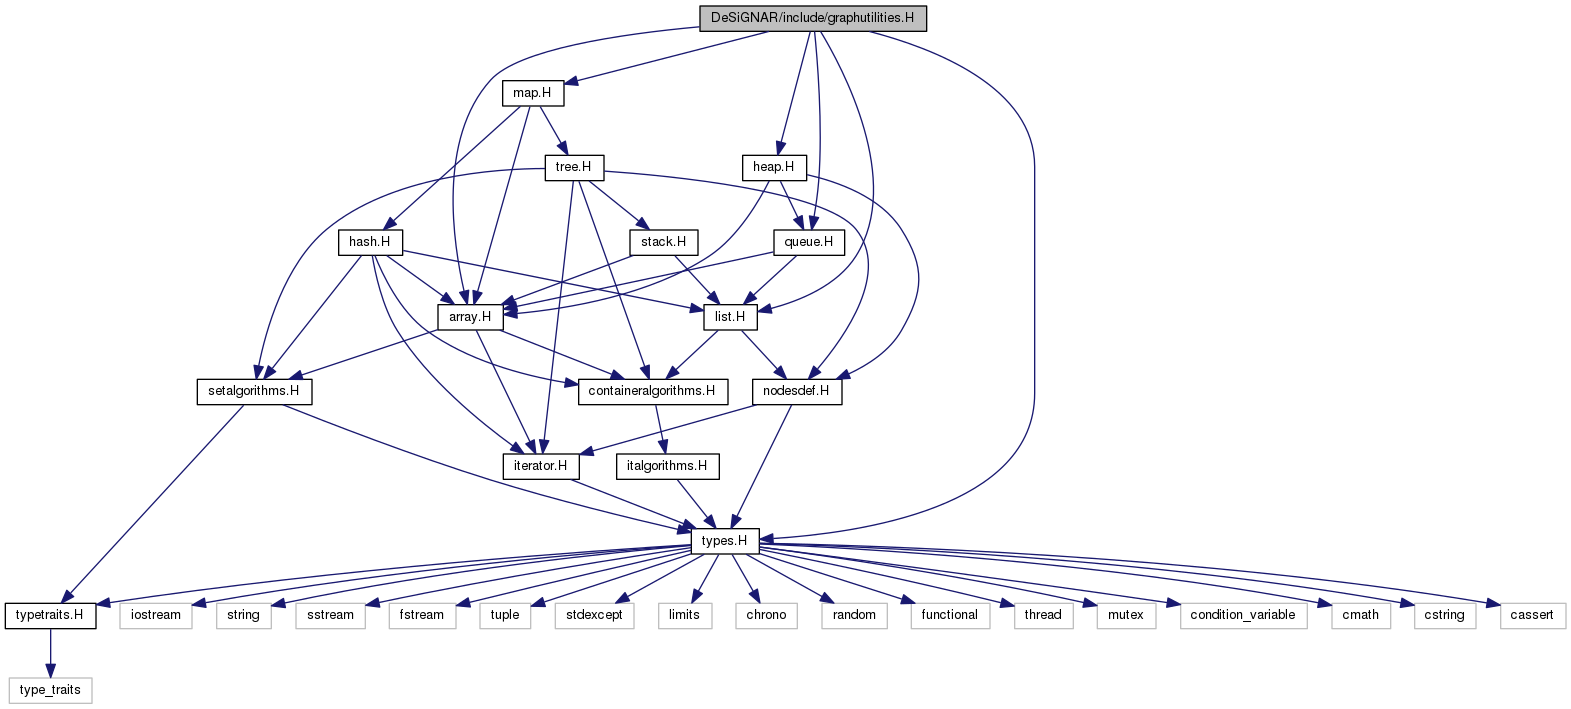 DeSiGNAR/include/graphutilities.H
map.H
tree.H
heap.H
hash.H
stack.H
queue.H
array.H
list.H
setalgorithms.H
containeralgorithms.H
nodesdef.H
iterator.H
italgorithms.H
types.H
typetraits.H
iostream
string
sstream
fstream
tuple
stdexcept
limits
chrono
random
functional
thread
mutex
condition_variable
cmath
cstring
cassert
type_traits